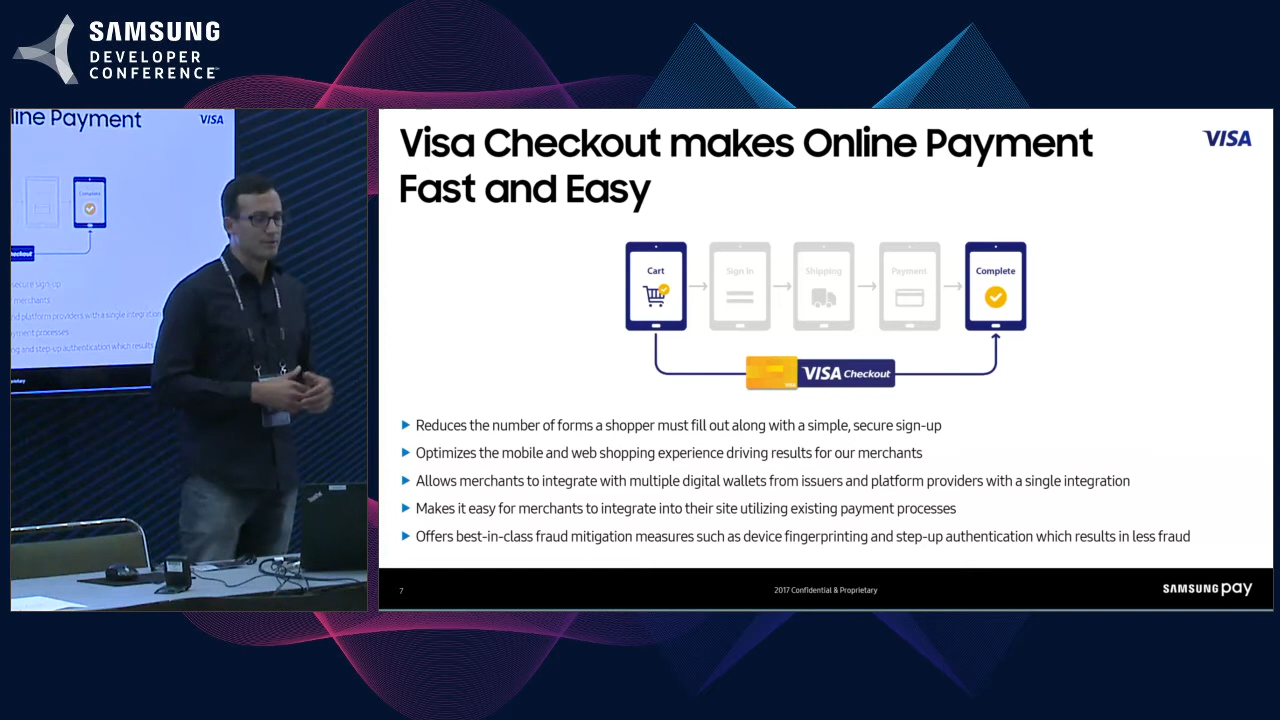 SAMSUNG
DEVELOPER
CONFERENCE
line Payment
VISA
Complete
Checkout
secure sign-up
merchants
and platform providers with a single integration
payment processes
and step-up authentication which results
Visa Checkout makes Online Payment
Fast and Easy
VISA
Cart
Sign In
Shipping
Payment
Complete
VISA
VISA Checkout
Reduces the number of forms a shopper must fill out along with a simple, secure sign-up
Optimizes the mobile and web shopping experience driving results for our merchants
Allows merchants to integrate with multiple digital wallets from issuers and platform providers with a single integration
Makes it easy for merchants to integrate into their site utilizing existing payment processes
Offers best-in-class fraud mitigation measures such as device fingerprinting and step-up authentication which results in less fraud
7
2017 Confidential & Proprietary
SAMSUNG pay